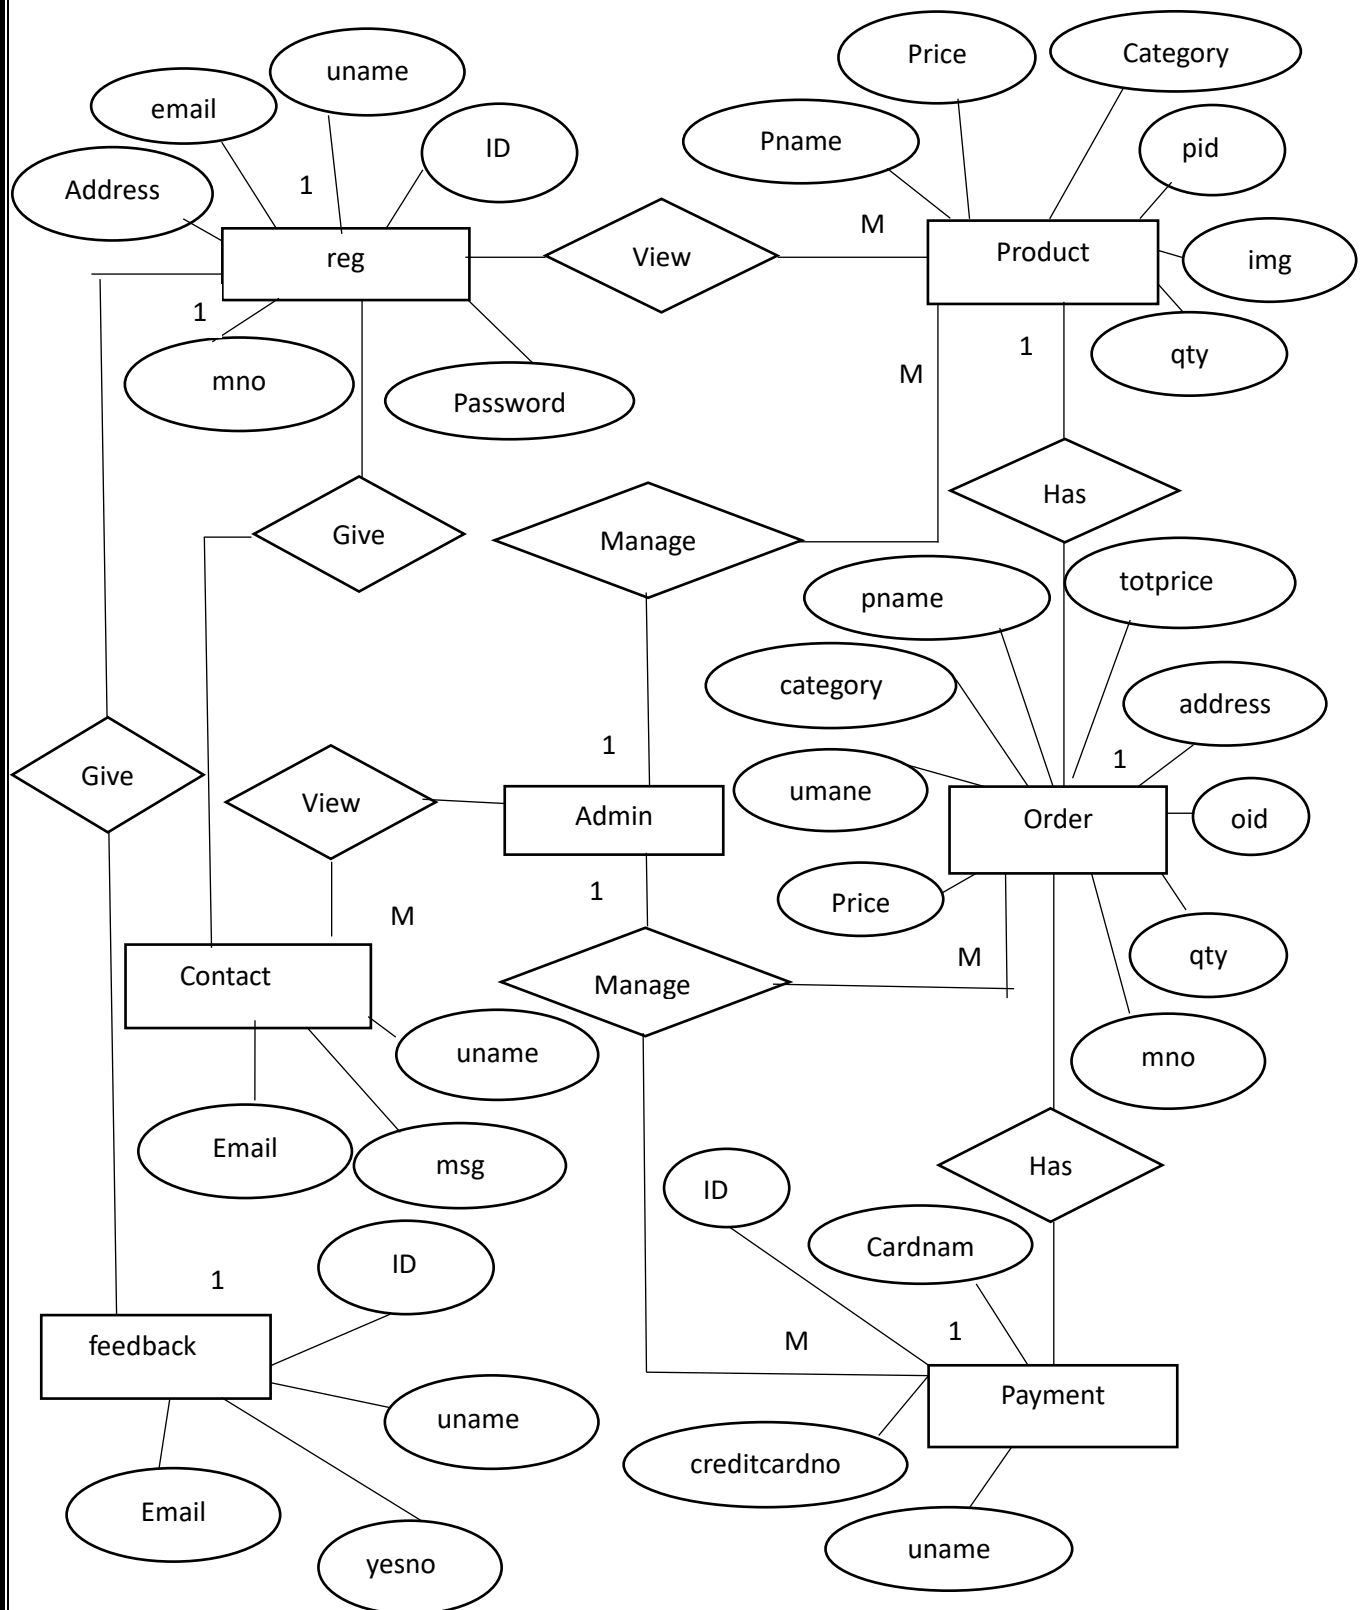 Price
Category
uname
email
ID
Pname
pid
Address
1
M
reg
View
Product
img
1
1
qty
M
mno
Password
Has
Give
Manage
totprice
pname
category
address
1
1
Give
umane
View
Admin
Order
oid
1
Price
M
M
qty
Contact
Manage
uname
mno
Email
msg
Has
ID
Cardnam
ID
1
1
M
feedback
Payment
uname
creditcardno
Email
uname
yesno